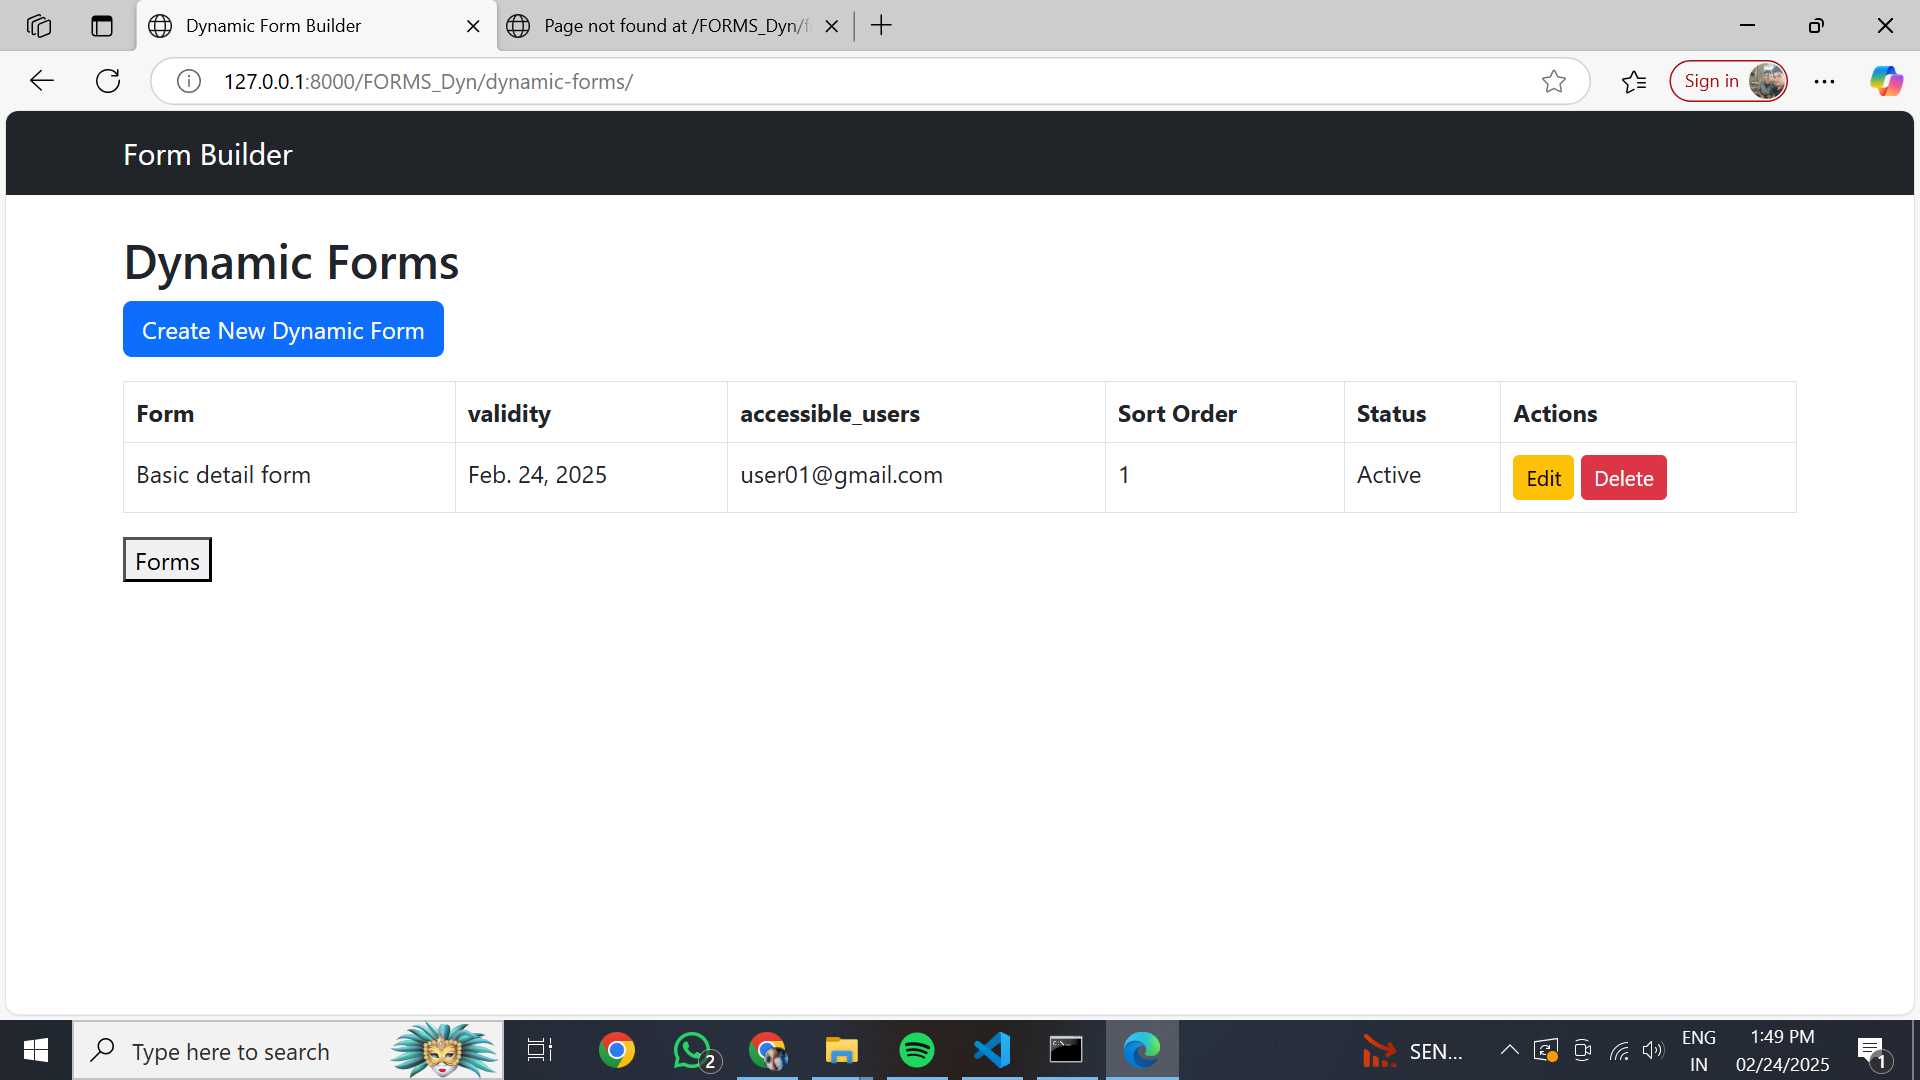 Dynamic Form Builder
Page not found at /FORMS_Dyn/f
127.0.0.1:8000/FORMS_Dyn/dynamic-forms/
Sign in
Form Builder
Dynamic Forms
Create New Dynamic Form
Form validity accessible_users Sort Order Status Actions
Basic detail form Feb. 24, 2025 user01@gmail.com 1 Active Edit Delete
Forms
Type here to search
2
SEN...
ENG
IN
1:49 PM
02/24/2025
1